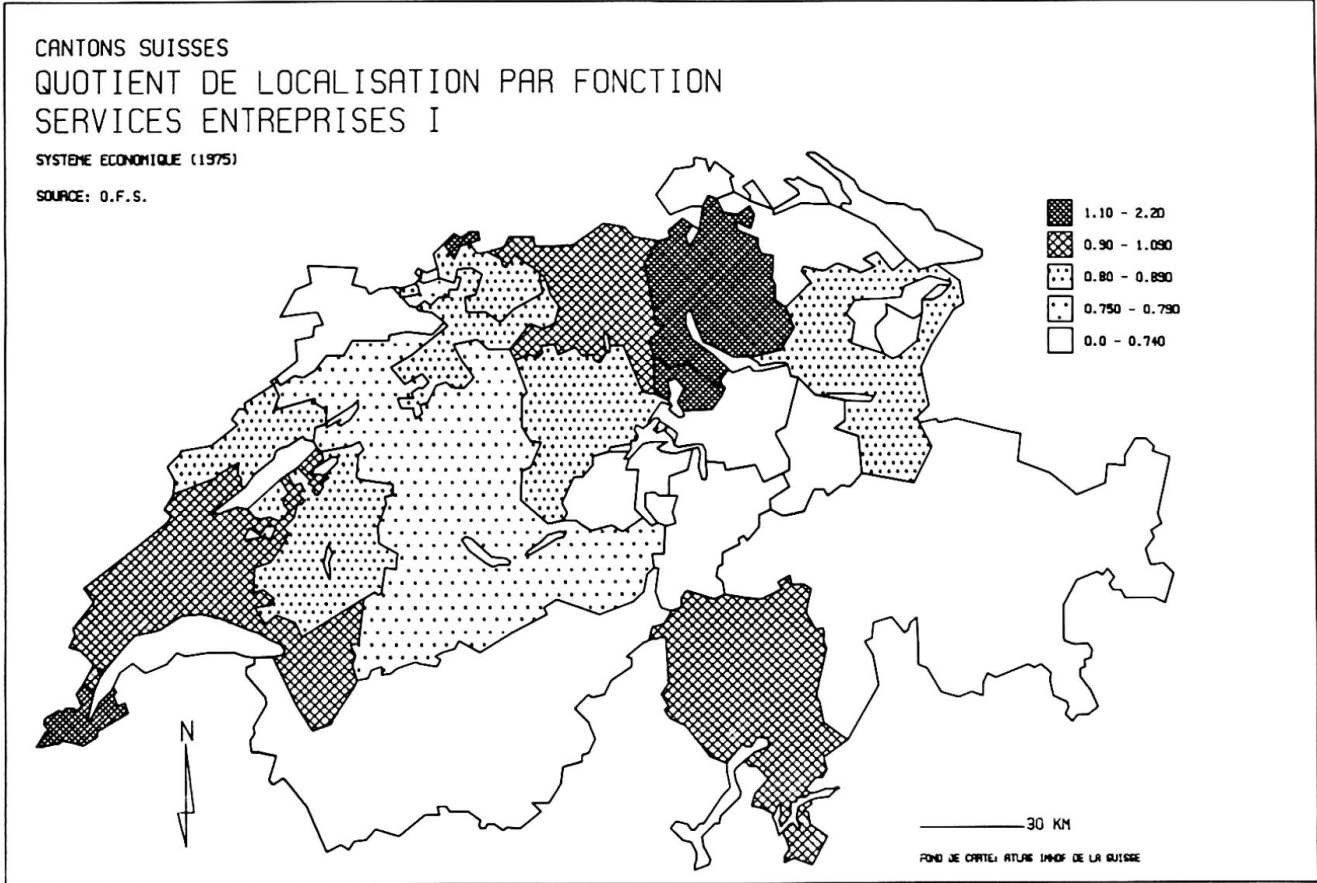 CANTONS SUISSES
QUOTIENT DE LOCALISATION PAR FONCTION
SERVICES ENTREPRISES I
SYSTEME ECONOMIQUE (1975)
SOURCE: O.F.S.
1.10 - 2.20
0.90 - 1.090
0.80 - 0.890
0.750 - 0.790
0.0 - 0.740
N
30 KM
FOND DE CARTE: ATLAS IMHOF DE LA SUISSE